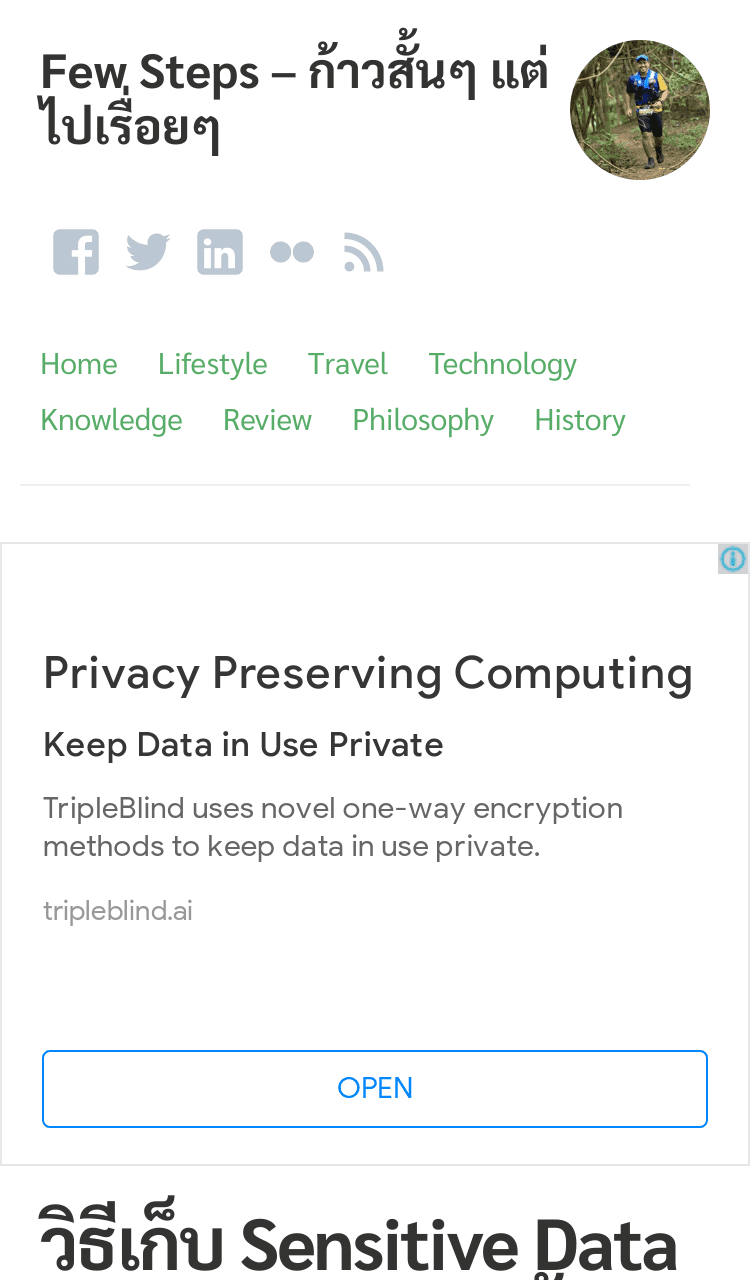 Few Steps – ก้าวสั้นๆ แต่
ไปเรื่อยๆ
Home Lifestyle Travel Technology
Knowledge Review Philosophy History
Privacy Preserving Computing
Keep Data in Use Private
TripleBlind uses novel one-way encryption
methods to keep data in use private.
tripleblind.ai
OPEN
วิธีเก็บ Sensitive Data